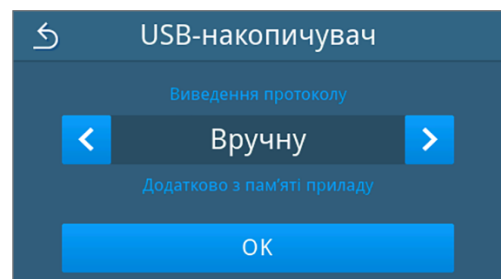 USB-накопичувач
Виведення протоколу
Вручну
Додатково з пам'яті приладу
OK